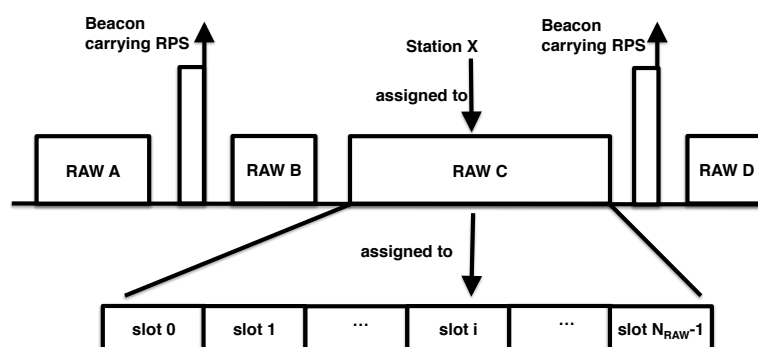 Beacon
carrying RPS
Station X
Beacon
carrying RPS
assigned to
RAW A
RAW B
RAW C
RAW D
assigned to
slot 0
slot 1
...
slot i
...
slot N_RAW-1